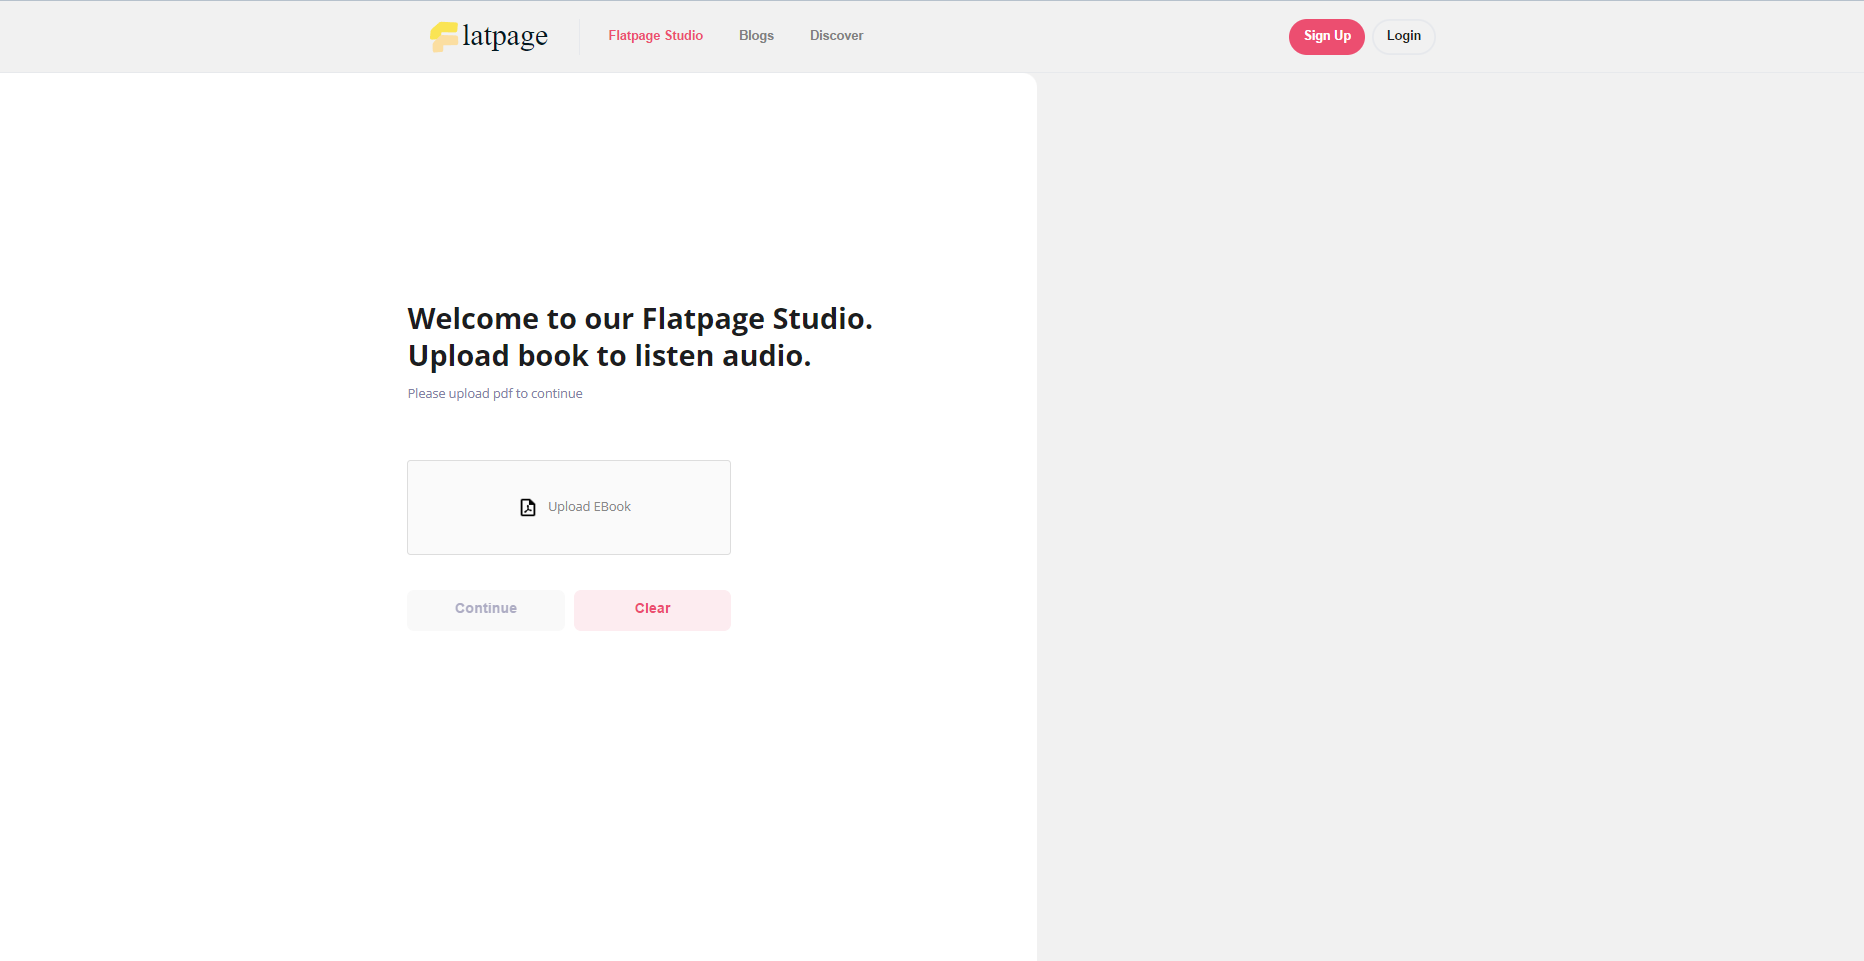 Flatpage
Flatpage Studio
Blogs
Discover
Sign Up
Login
Welcome to our Flatpage Studio.
Upload book to listen audio.
Please upload pdf to continue
Upload EBook
Continue
Clear